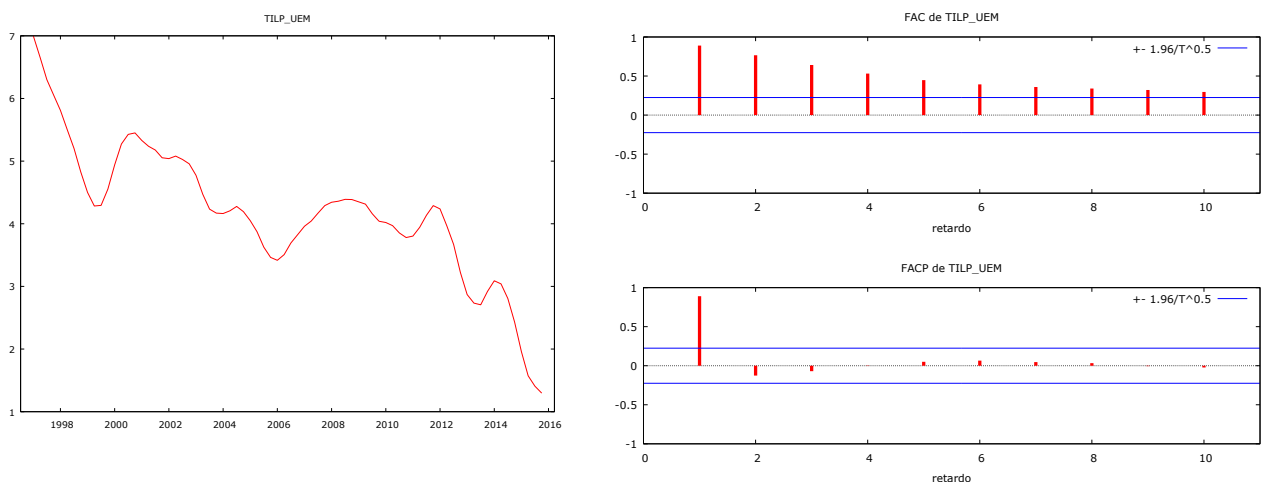 TILP_UEM
7
6
5
4
3
2
1
1998 2000 2002 2004 2006 2008 2010 2012 2014 2016
FAC de TILP_UEM
+- 1.96/T^0.5
1
0.5
0
-0.5
-1
0 2 4 6 8 10
retardo
FACP de TILP_UEM
+- 1.96/T^0.5
1
0.5
0
-0.5
-1
0 2 4 6 8 10
retardo